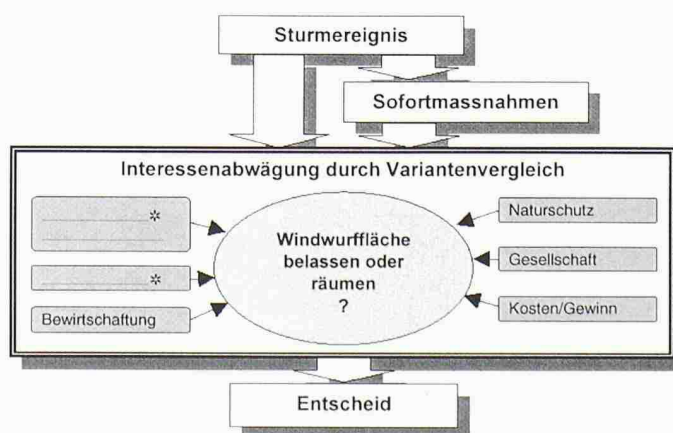 Sturmereignis
Sofortmassnahmen
Interessenabwägung durch Variantenvergleich
*
*
Bewirtschaftung
Windwurffläche
belassen oder
räumen
?
Naturschutz
Gesellschaft
Kosten/Gewinn
Entscheid